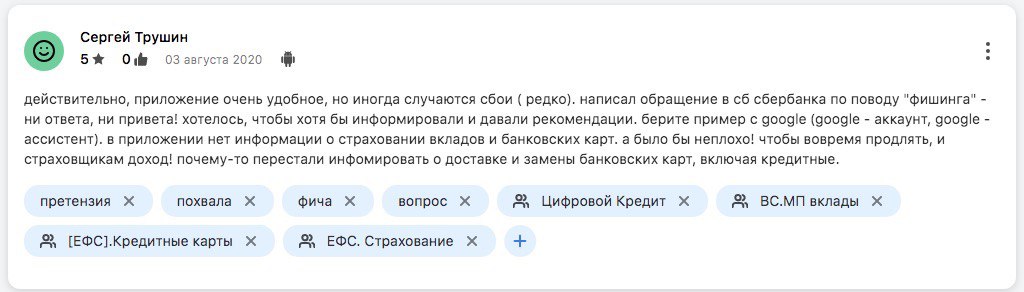 Сергей Трушин
5 0 03 августа 2020
действительно, приложение очень удобное, но иногда случаются сбои ( редко). написал обращение в сб сбербанка по поводу "фишинга" -
ни ответа, ни привета! хотелось, чтобы хотя бы информировали и давали рекомендации. берите пример с google (google - аккаунт, google -
ассистент). в приложении нет информации о страховании вкладов и банковских карт. а было бы неплохо! чтобы вовремя продлять, и
страховщикам доход! почему-то перестали инфомировать о доставке и замены банковских карт, включая кредитные.
претензия похвала фича вопрос Цифровой Кредит ВС.МП вклады
[ЕФС].Кредитные карты ЕФС. Страхование